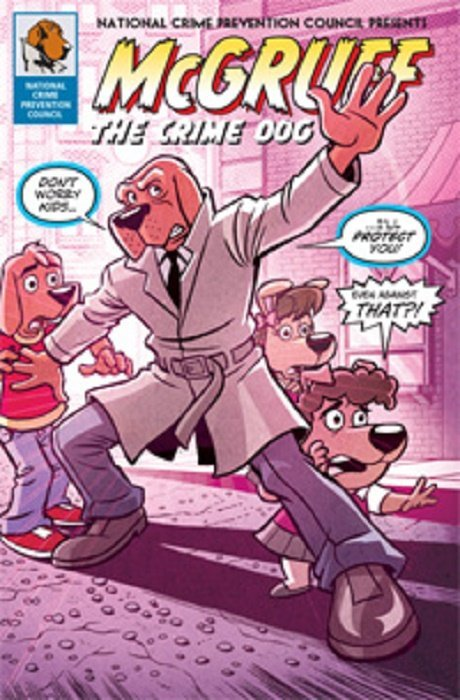 NATIONAL CRIME PREVENTION COUNCIL PRESENTS
McGRUFF
THE CRIME DOG
NATIONAL
CRIME
PREVENTION
COUNCIL
DON'T
WORRY
KIDS...
PROTECT
YOU!
EVEN AGAINST
THAT?!